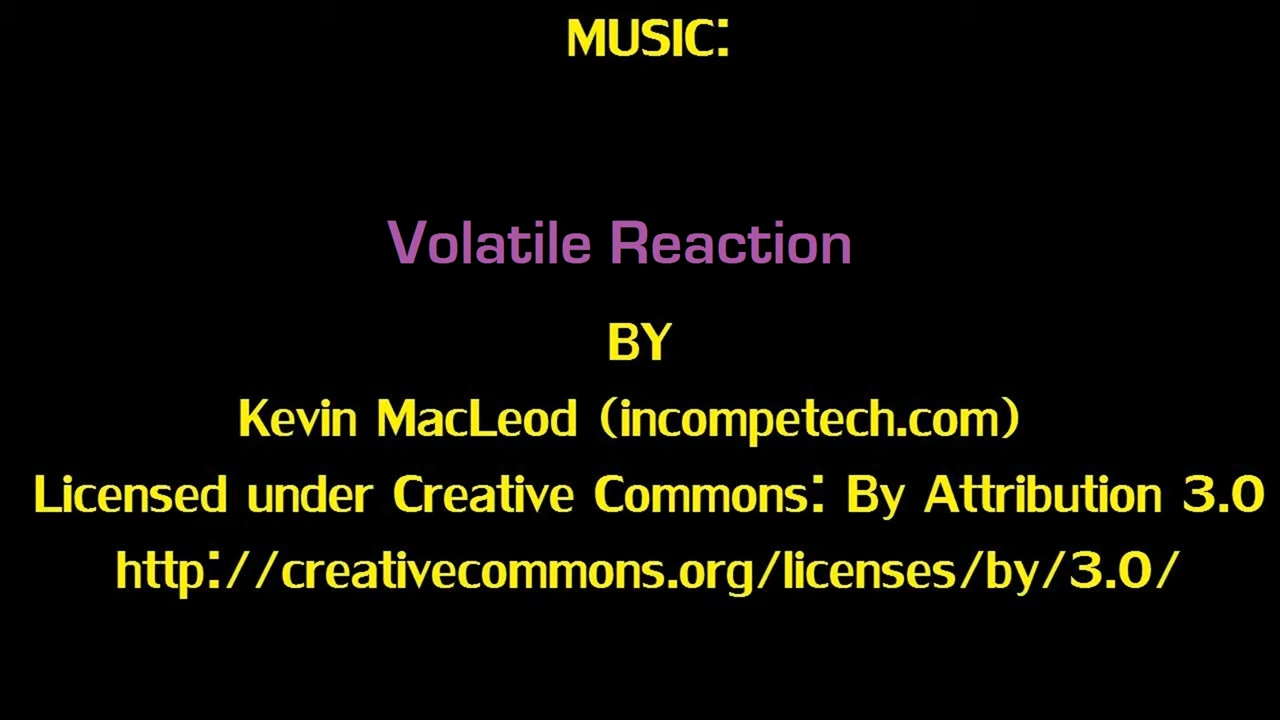 MUSIC:
Volatile Reaction
BY
Kevin MacLeod (incompetech.com)
Licensed under Creative Commons: By Attribution 3.0
http://creativecommons.org/licenses/by/3.0/